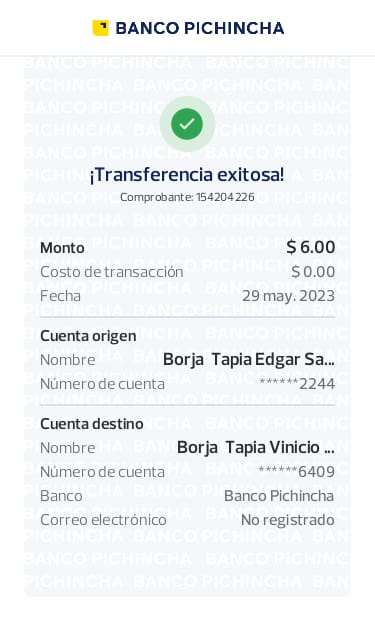 BANCO PICHINCHA
¡Transferencia exitosa!
Comprobante: 154204226
Monto $ 6.00
Costo de transacción $ 0.00
Fecha 29 may. 2023
Cuenta origen
Nombre Borja Tapia Edgar Sa...
Número de cuenta ******2244
Cuenta destino
Nombre Borja Tapia Vinicio ...
Número de cuenta ******6409
Banco Banco Pichincha
Correo electrónico No registrado